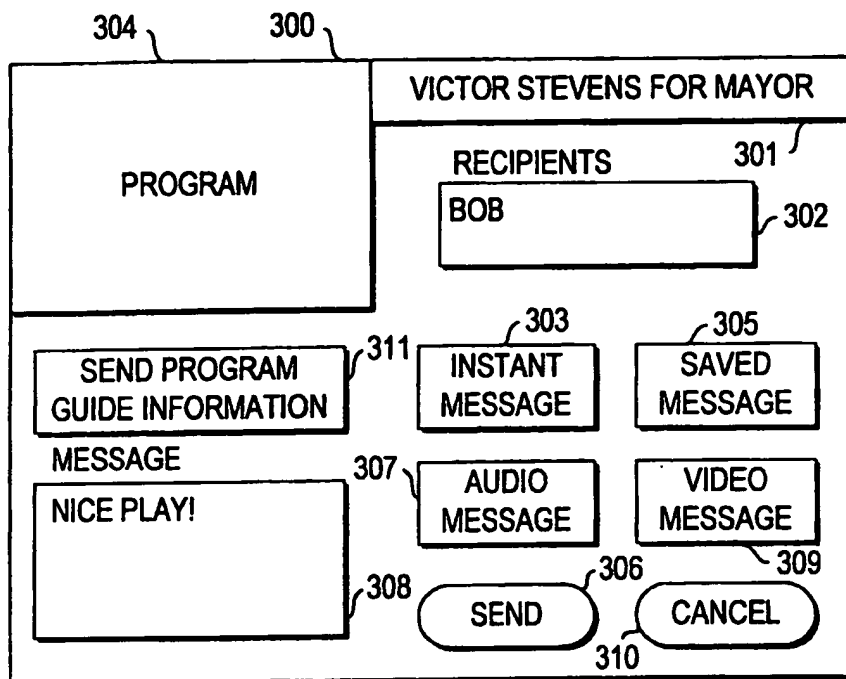 304
300
VICTOR STEVENS FOR MAYOR
301
PROGRAM
RECIPIENTS
BOB
302
303
305
SEND PROGRAM
GUIDE INFORMATION
311
INSTANT
MESSAGE
SAVED
MESSAGE
MESSAGE
NICE PLAY!
307
AUDIO
MESSAGE
VIDEO
MESSAGE
309
308
306
SEND
CANCEL
310